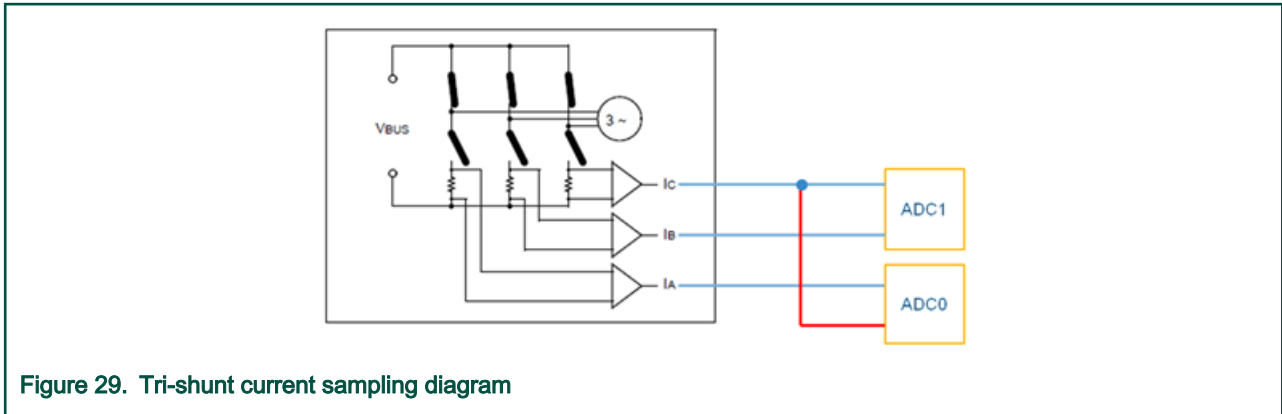 VBUS
3 ~
IC
IB
IA
ADC1
ADC0
Figure 29. Tri-shunt current sampling diagram